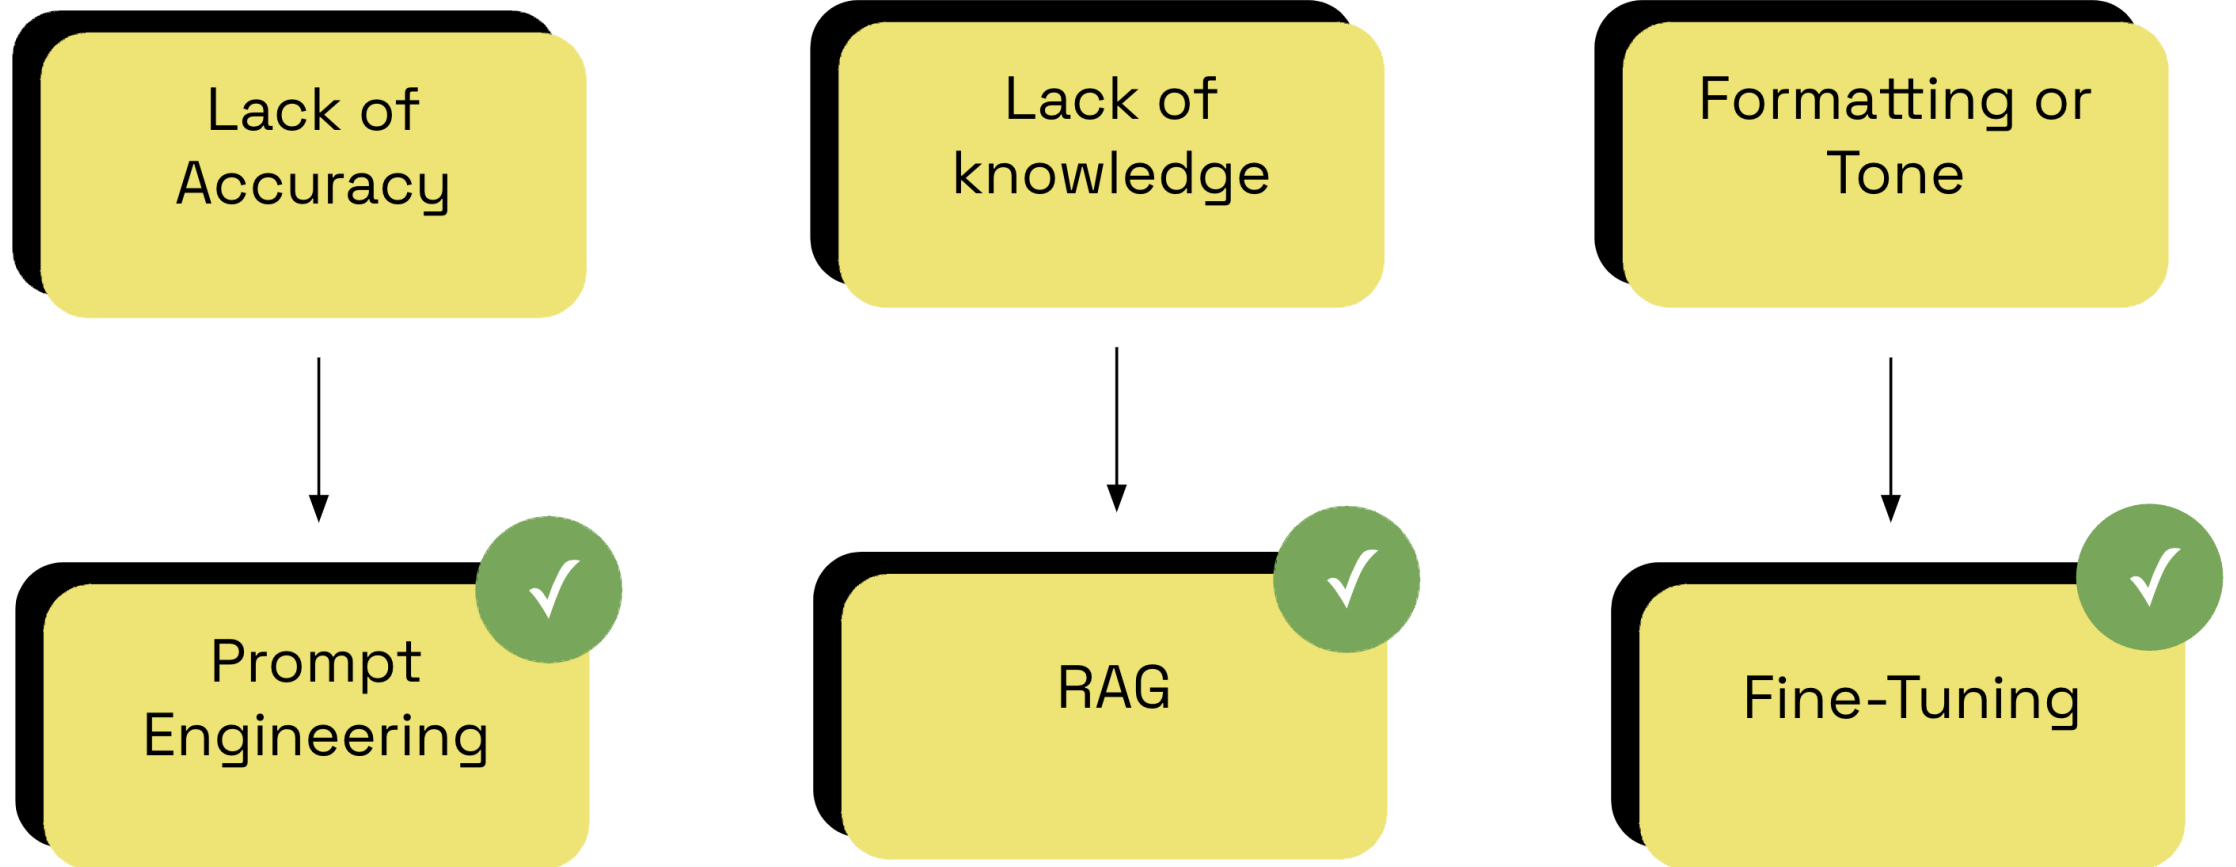 Lack of
Accuracy
Lack of
knowledge
Formatting or
Tone
Prompt
Engineering
RAG
Fine-Tuning